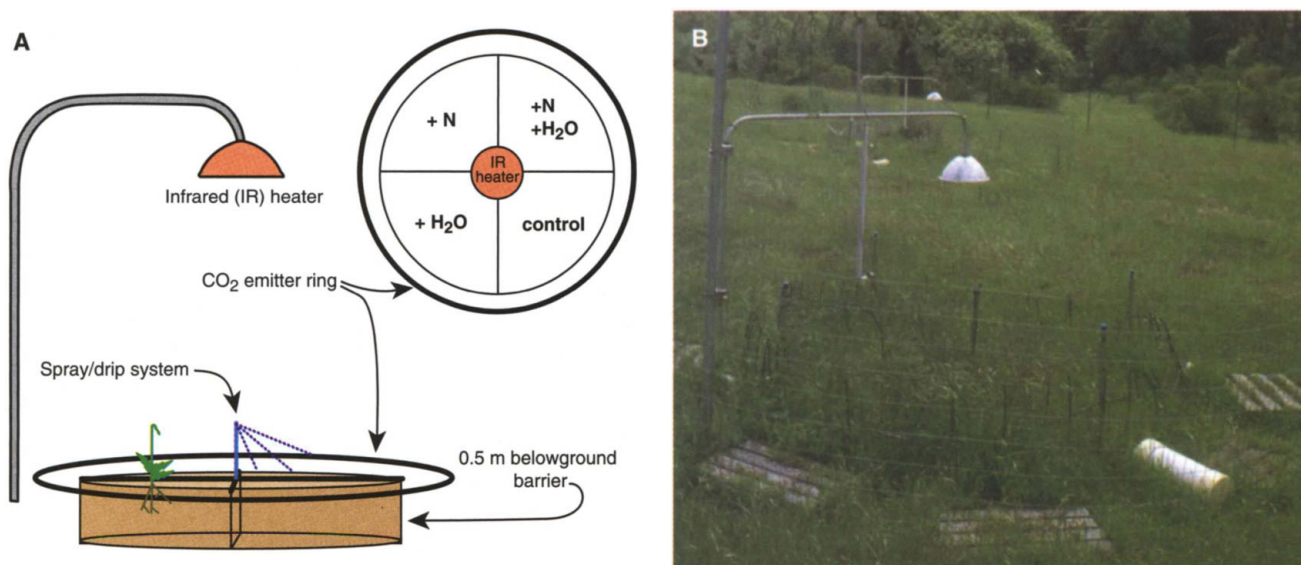 A
Infrared (IR) heater
+ N
+N
+H₂O
IR
heater
+ H₂O
control
CO₂ emitter ring
Spray/drip system
0.5 m belowground
barrier
B